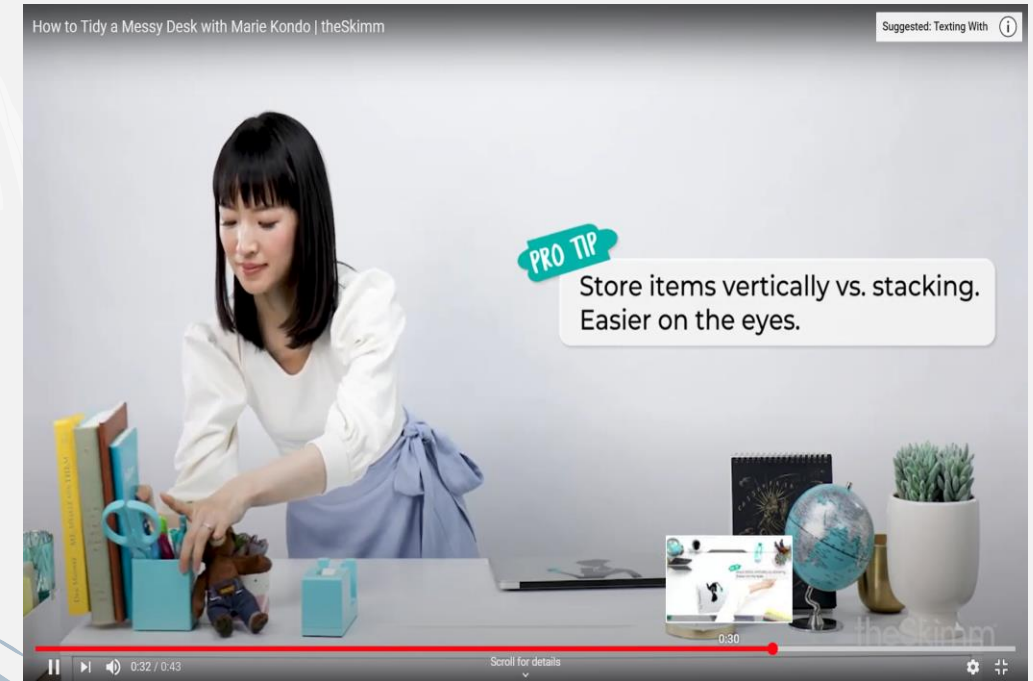 How to Tidy a Messy Desk with Marie Kondo | theSkimm
Suggested: Texting With
PRO TIP
Store items vertically vs. stacking.
Easier on the eyes.
0:30
theSkimm
0:32 / 0:43
Scroll for details